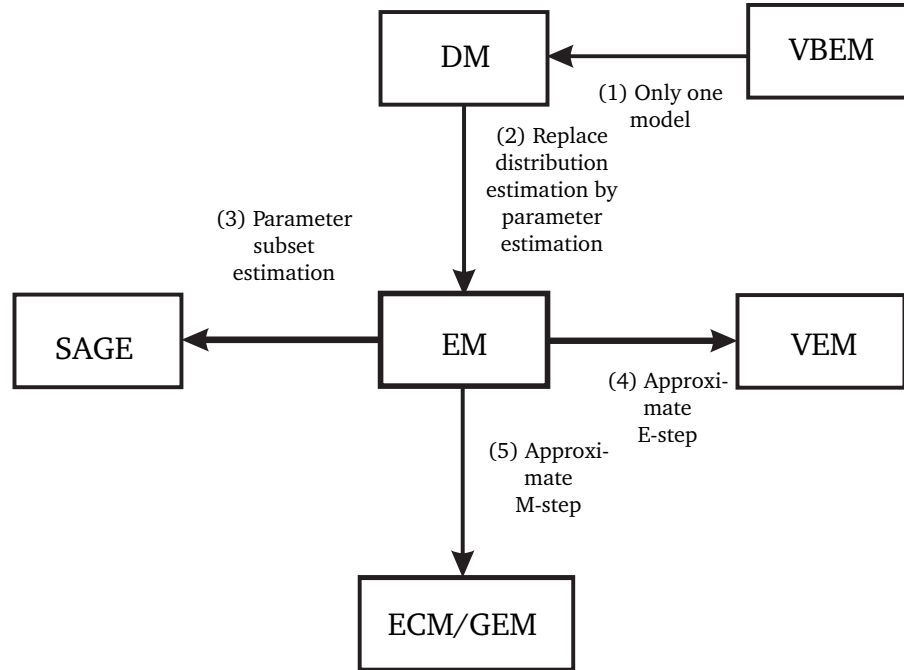 DM
VBEM
(1) Only one
model
(2) Replace
distribution
estimation by
parameter
estimation
(3) Parameter
subset
estimation
SAGE
EM
VEM
(4) Approxi-
mate
E-step
(5) Approxi-
mate
M-step
ECM/GEM